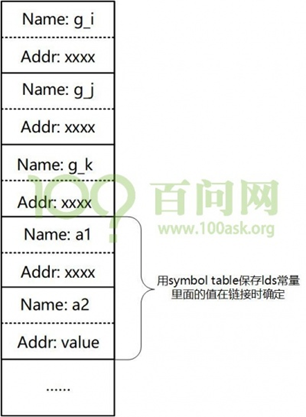 Name: g_i
Addr: xxxx
Name: g_j
Addr: xxxx
Name: g_k
Addr: xxxx
Name: a1
Addr: xxxx
Name: a2
Addr: value
......
百问网
www.100ask.org
用symbol table保存lds常量
里面的值在链接时确定